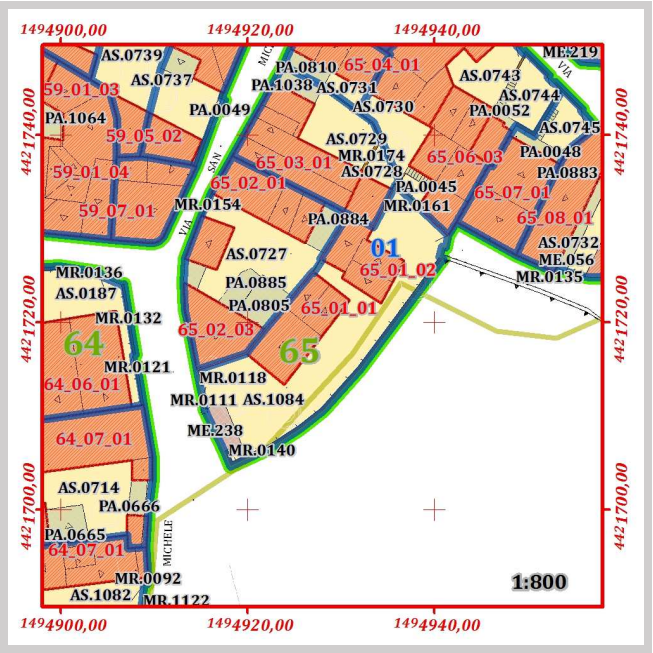 1494900,00 1494920,00 1494940,00
AS.0739
ME.219
PA.0810 65_04_01
VIA
AS.0737
AS.0743
PA.1038 AS.0731
59_01_03
AS.0744
PA.0049
AS.0730
PA.0052
PA.1064
AS.0745
4421740,00 4421740,00
59_05_02
AS.0729
PA.0048
MR.0174 65_06_03
SAN
65_03_01
59_01_04
AS.0728
PA.0883
65_02_01
PA.0045
65_07_01
MR.0154
MR.0161
59_07_01
PA.0884
65_08_01
VIA
AS.0732
AS.0727
01
ME.056
MR.0136
65_01_02
MR.0135
PA.0885
AS.0187
PA.0805
65_01_01
MR.0132
4421720,00 4421720,00
65_02_03
64
65
MR.0121
64_06_01
MR.0118
MR.0111 AS.1084
ME.238
64_07_01
MR.0140
AS.0714
PA.0666
4421700,00 4421700,00
PA.0665
MICHELE
64_07_01
MR.0092
1:800
AS.1082
MR.1122
1494900,00 1494920,00 1494940,00